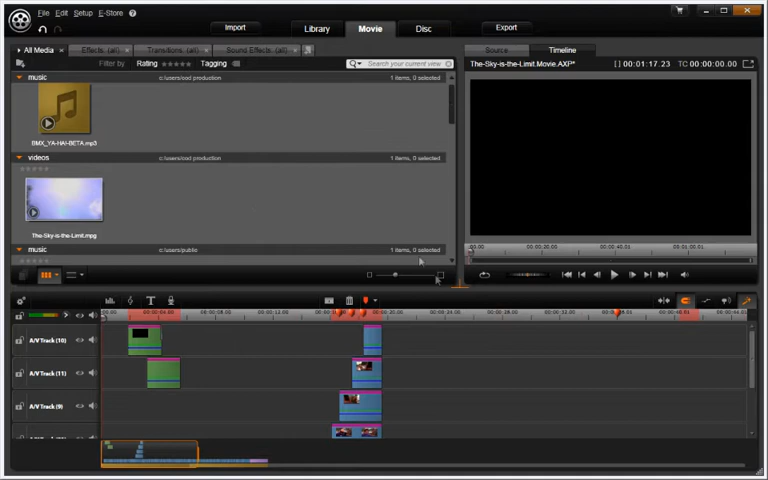 File Edit Setup E-Store
Import Library Movie Disc Export
All Media × Effects: (all) × Transitions: (all) × Sound Effects: (all) ×
Source Timeline
Filter by Rating Tagging Search your current view
The-Sky-is-the-Limit.Movie.AXP*
[ ] 00:01:17.23 TC 00:00:00.00
music c:/users/ood production 1 items, 0 selected
BMX_YA-HAI-BETA.mp3
videos c:/users/ood production 1 items, 0 selected
The-Sky-is-the-Limit.mpg
music c:/users/public 1 items, 0 selected
A/V Track (10)
A/V Track (11)
A/V Track (9)